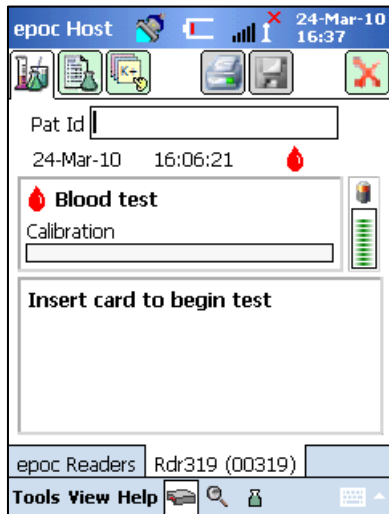 epoc Host 24-Mar-10
16:37
K+
Pat Id
24-Mar-10 16:06:21
Blood test
Calibration
Insert card to begin test
epoc Readers Rdr319 (00319)
Tools View Help